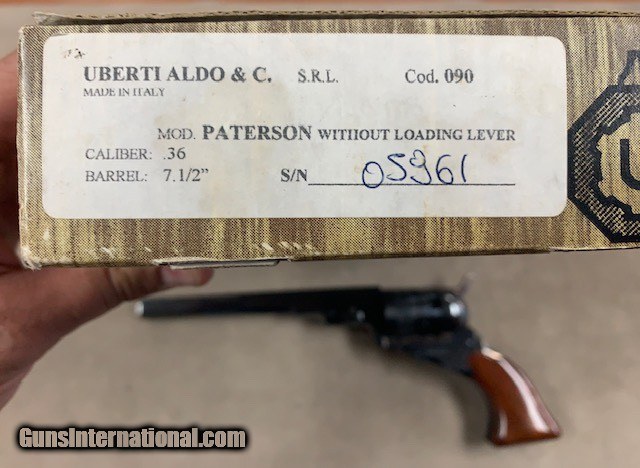 UBERTI ALDO & C. S.R.L. Cod. 090
MADE IN ITALY
MOD. PATERSON WITHOUT LOADING LEVER
CALIBER: .36
BARREL: 7.1/2" S/N 05961
GunsInternational.com